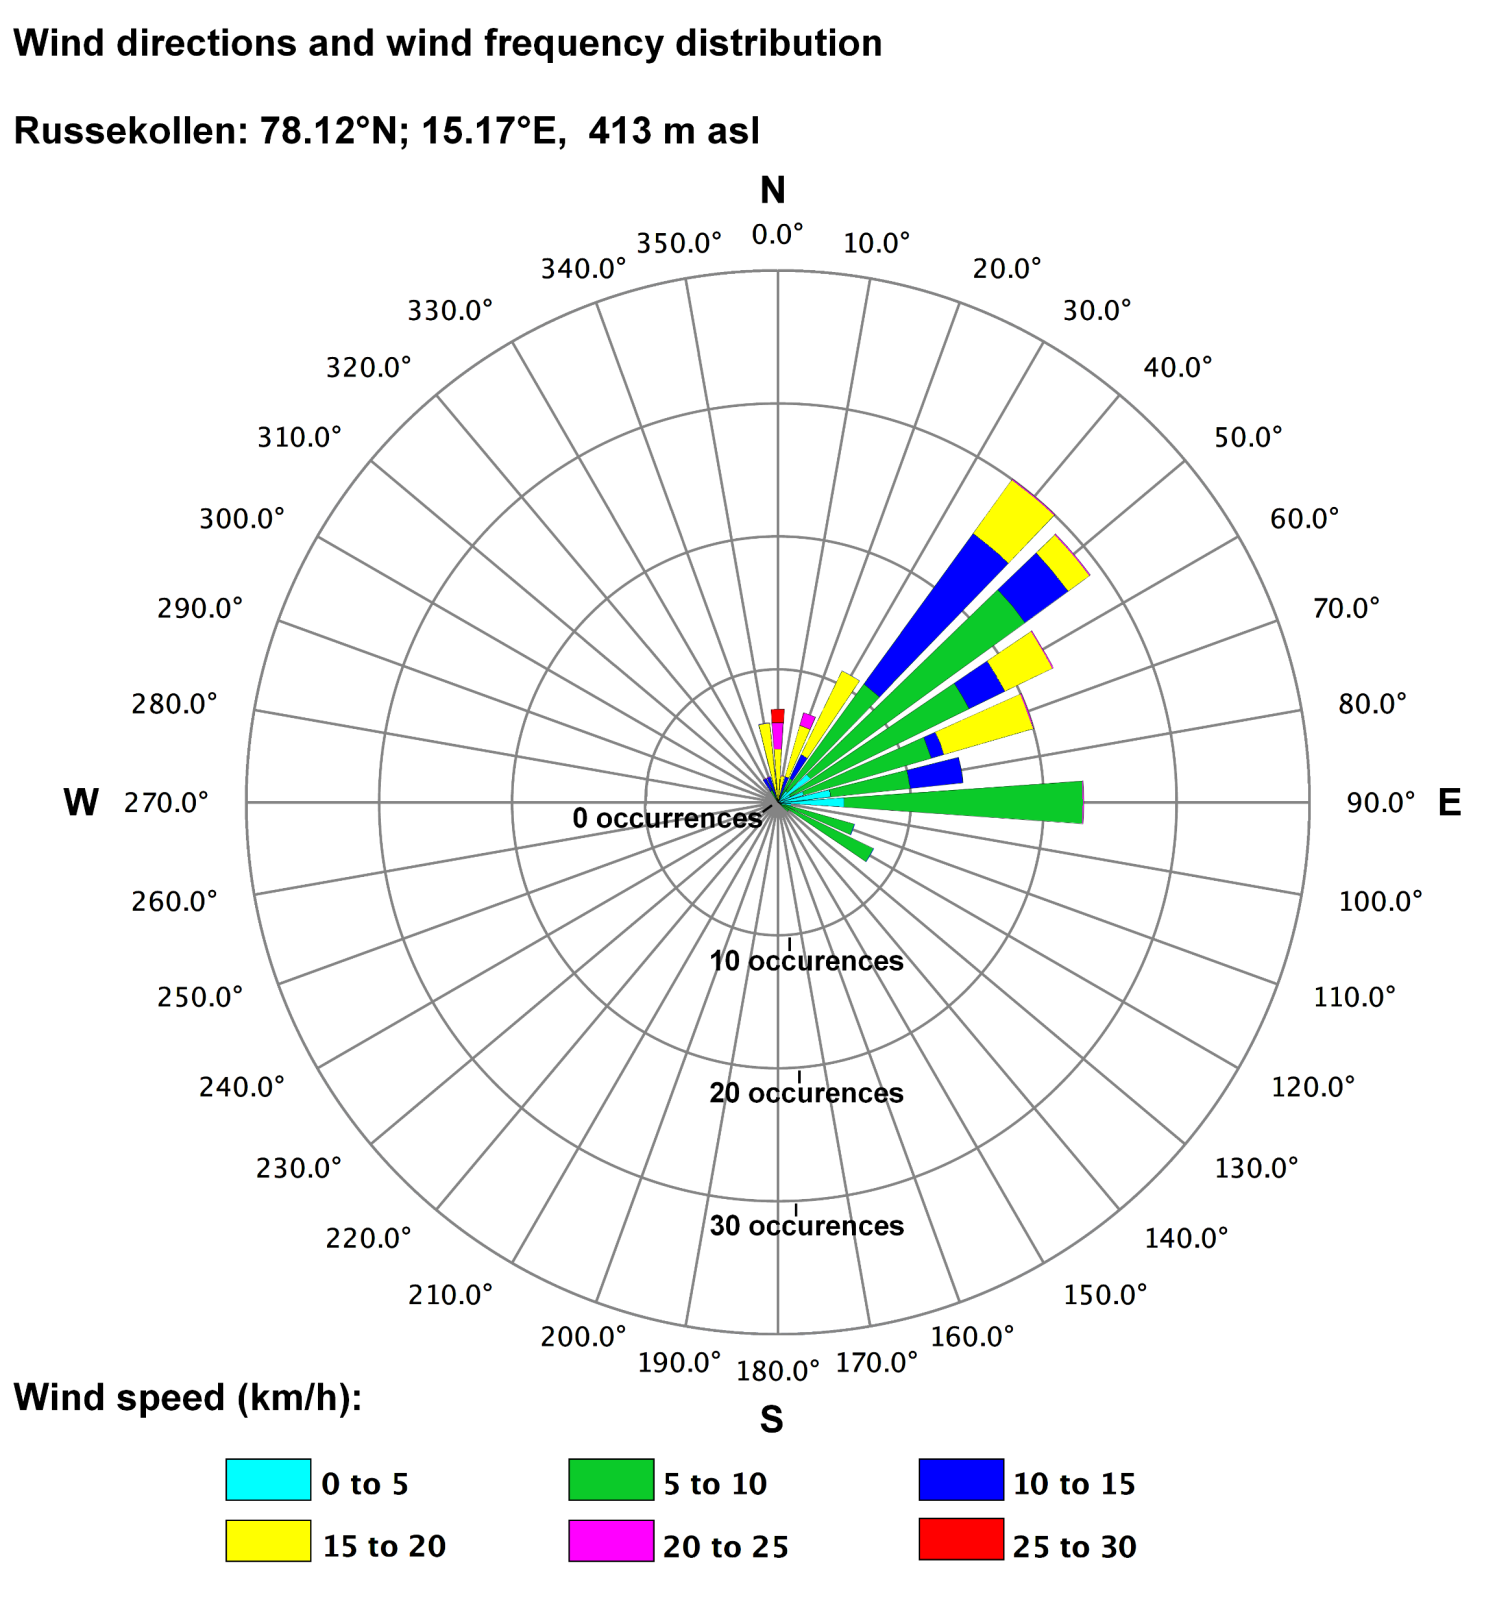 Wind directions and wind frequency distribution
Russekollen: 78.12°N; 15.17°E, 413 m asl
N
0.0°
350.0°
10.0°
340.0°
20.0°
330.0°
30.0°
320.0°
40.0°
310.0°
50.0°
300.0°
60.0°
290.0°
70.0°
280.0°
80.0°
W
270.0°
90.0°
E
0 occurrences
260.0°
100.0°
10 occurences
250.0°
110.0°
240.0°
120.0°
20 occurences
230.0°
130.0°
30 occurences
220.0°
140.0°
210.0°
150.0°
200.0°
160.0°
190.0°
180.0°
170.0°
S
Wind speed (km/h):
0 to 5
5 to 10
10 to 15
15 to 20
20 to 25
25 to 30